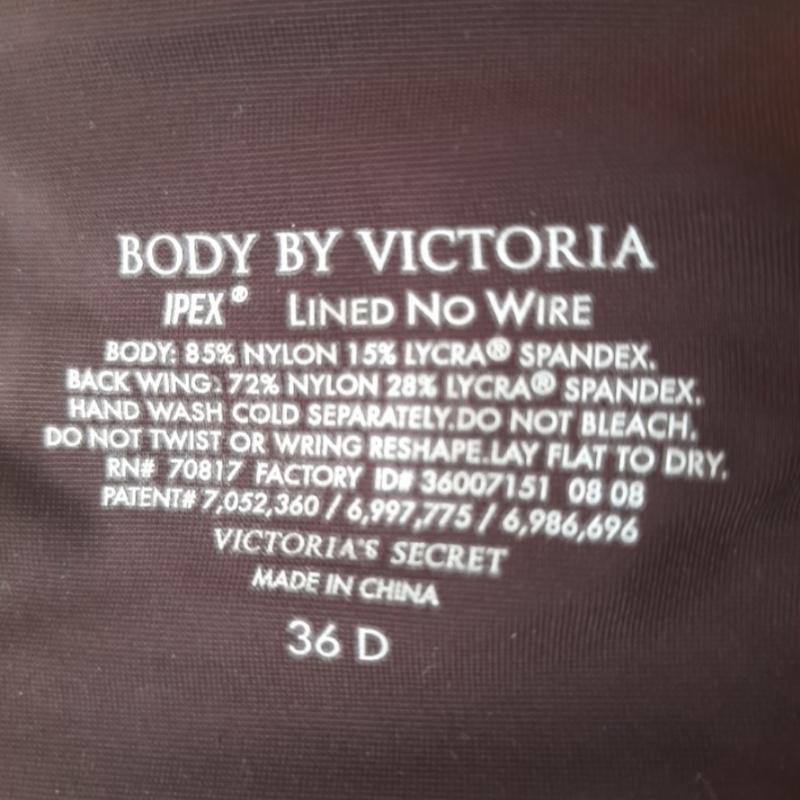 BODY BY VICTORIA
IPEX® LINED NO WIRE
BODY: 85% NYLON 15% LYCRA® SPANDEX.
BACK WING: 72% NYLON 28% LYCRA® SPANDEX.
HAND WASH COLD SEPARATELY.DO NOT BLEACH.
DO NOT TWIST OR WRING RESHAPE.LAY FLAT TO DRY.
RN# 70817 FACTORY ID# 36007151 08 08
PATENT# 7,052,360 / 6,997,775 / 6,986,696
VICTORIA'S SECRET
MADE IN CHINA
36 D